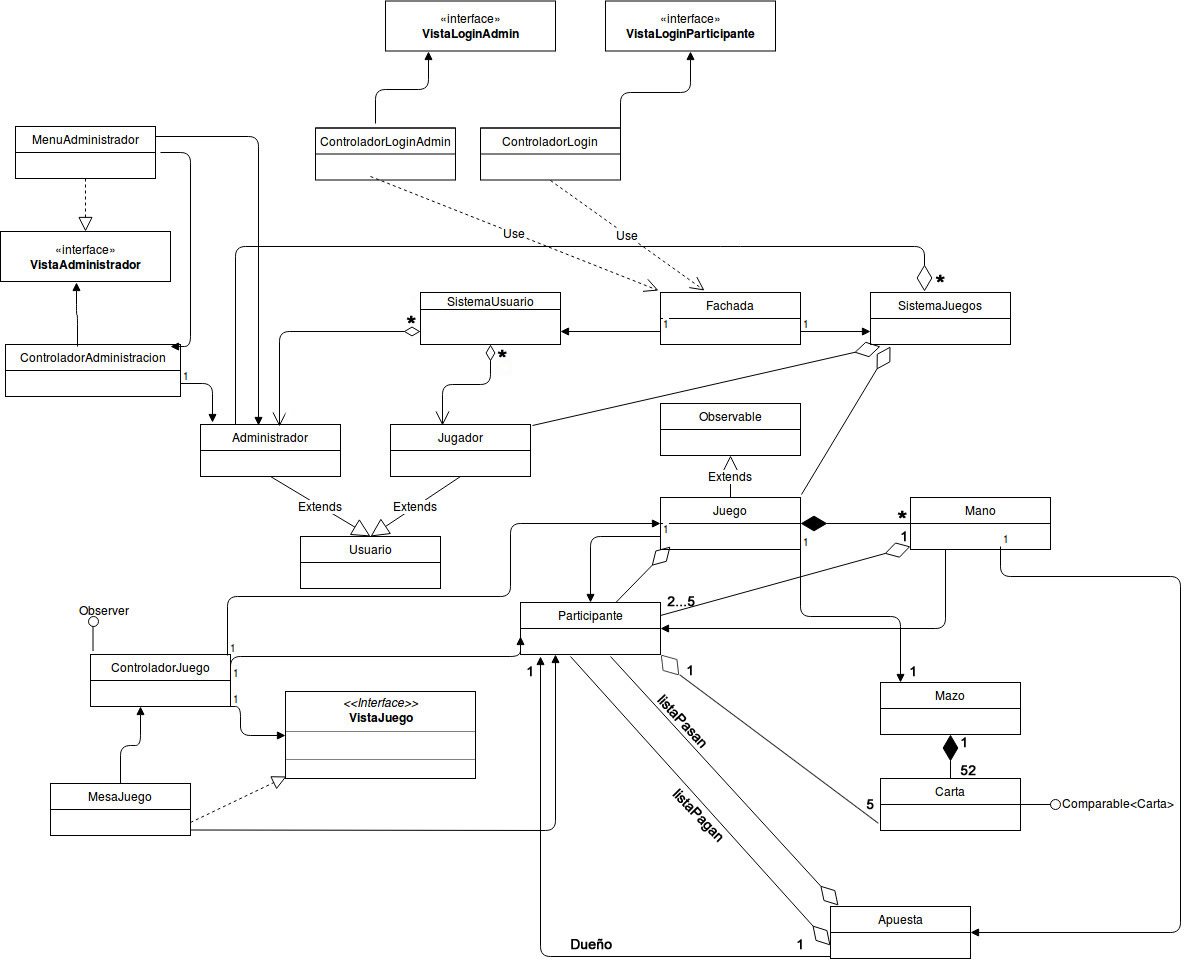 «interface»
VistaLoginAdmin
«interface»
VistaLoginParticipante
MenuAdministrador
ControladorLoginAdmin
ControladorLogin
«interface»
VistaAdministrador
Use
Use
*
SistemaUsuario
*
*
Fachada
1
1
SistemaJuegos
ControladorAdministracion
1
Administrador
Jugador
Observable
Extends
Extends
Extends
Usuario
Juego
1
1
*
Mano
1
1
2...5
Participante
Observer
1
ControladorJuego
1
1
1
1
<<Interface>>
VistaJuego
listaPasan
1
Mazo
1
52
MesaJuego
listaPagan
5
Carta
Comparable<Carta>
Apuesta
Dueño
1